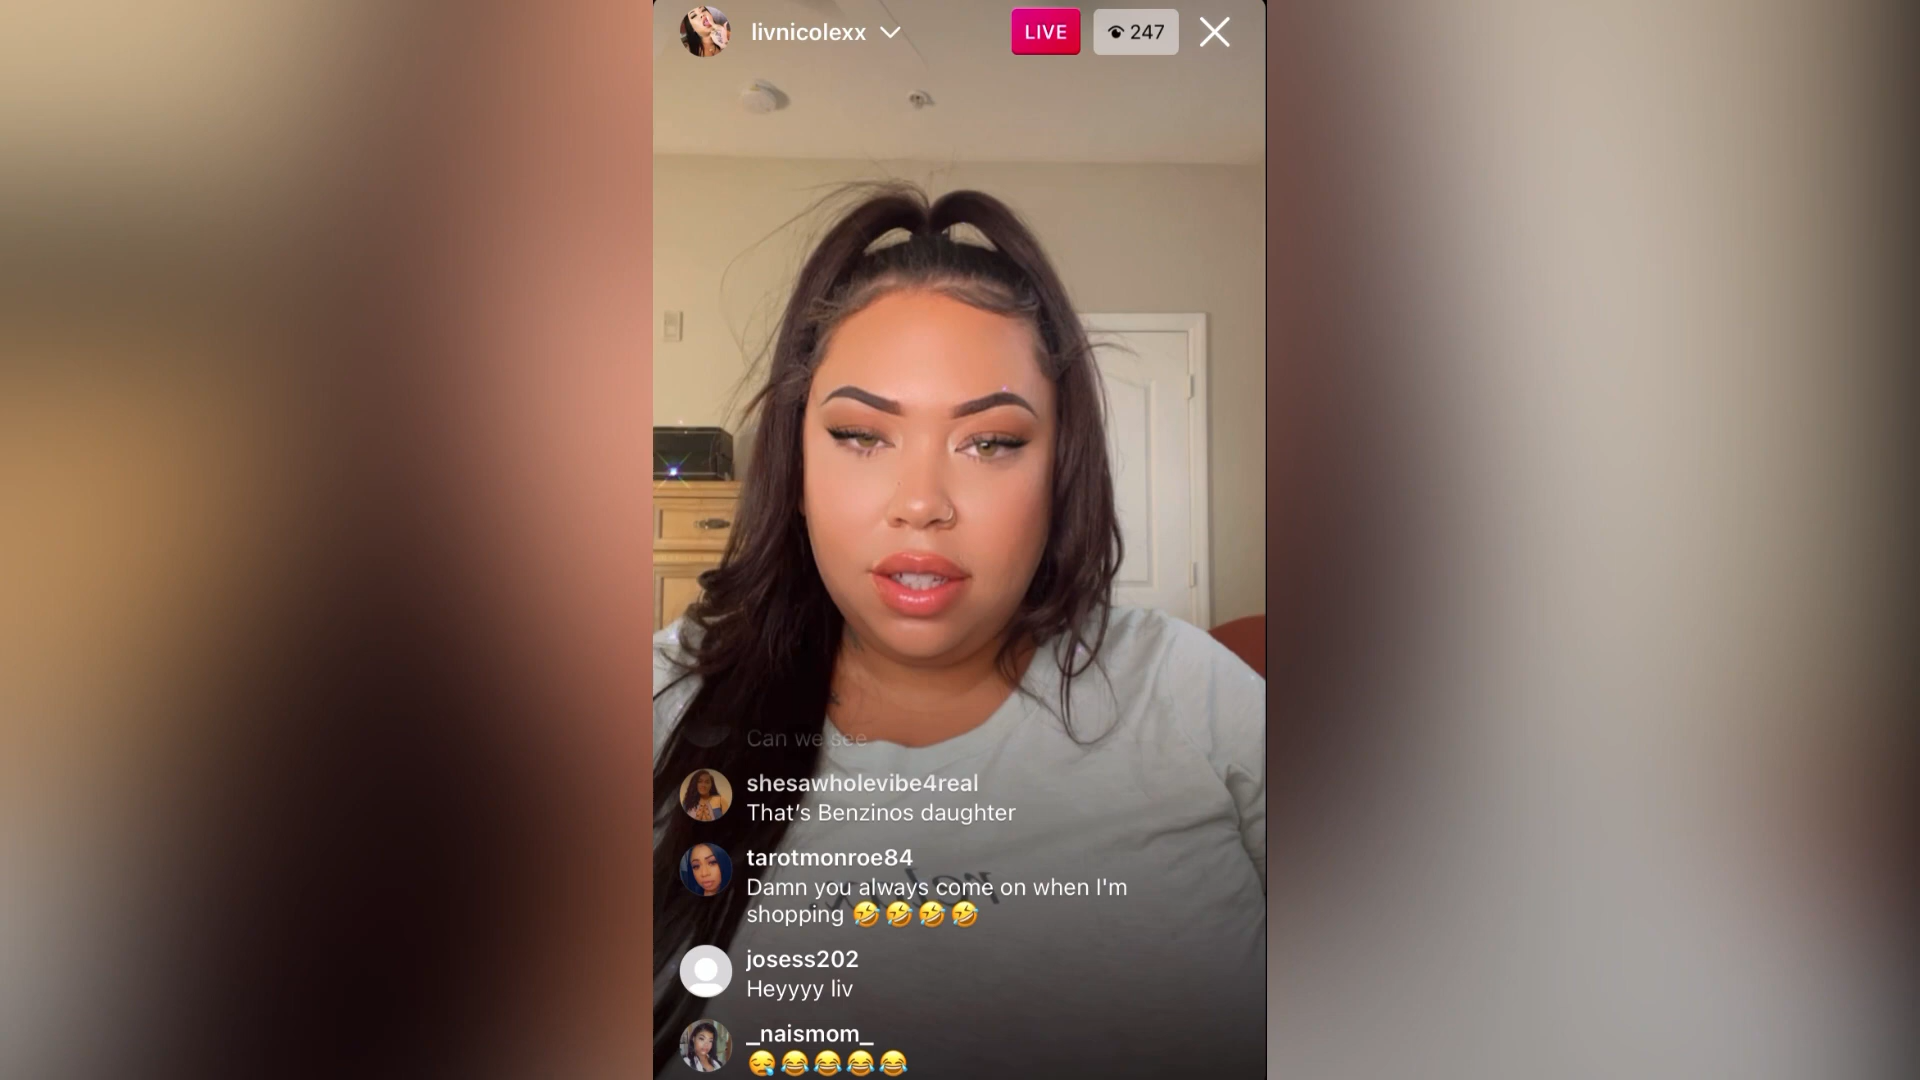 livnicolexx
LIVE
247
Can we see
shesawholevibe4real
That’s Benzinos daughter
tarotmonroe84
Damn you always come on when I'm
shopping 🤣🤣🤣🤣
josess202
Heyyyy liv
_naismom_
😪😂😂😂😂